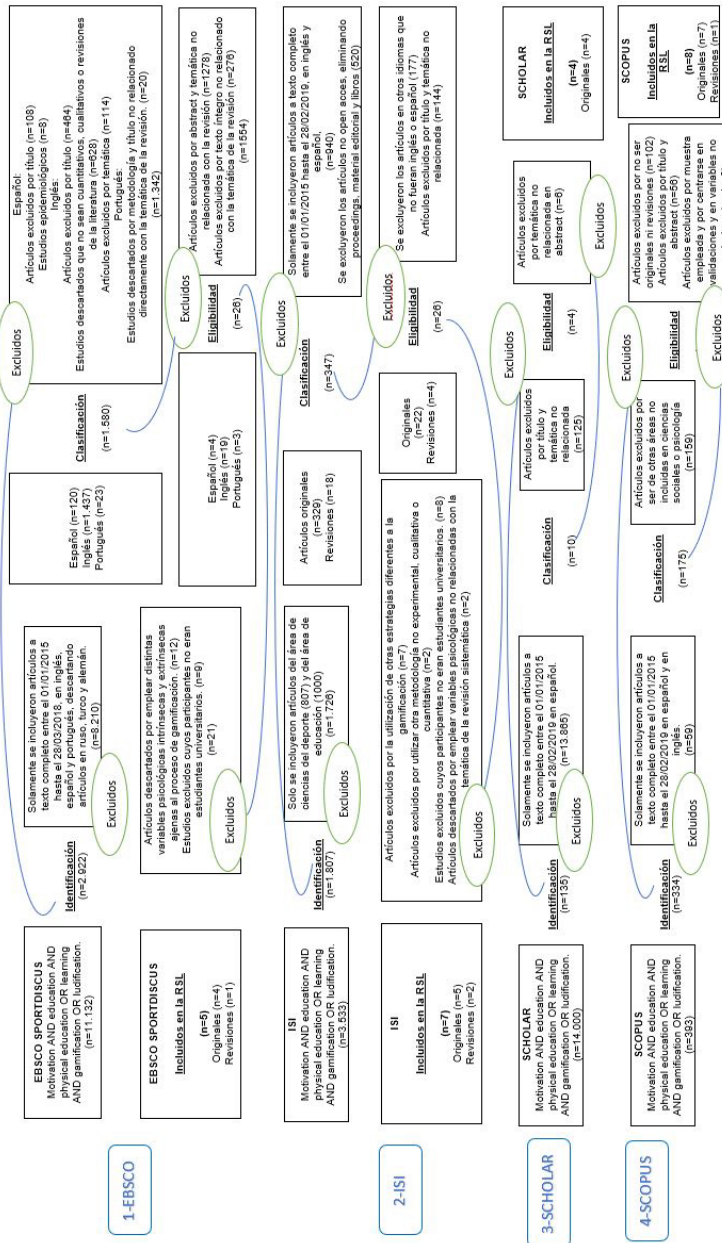 1-EBSCO
EBSCO SPORTDISCUS
Motivation AND education AND
physical education OR learning
AND gamification OR ludification.
(n=11.132)
Identificación
(n=2.922)
Solamente se incluyeron artículos a
texto completo entre el 01/01/2015
hasta el 28/03/2018, en inglés,
español y portugués, descartando
artículos en ruso, turco y alemán.
(n=8.210)
Excluidos
Español (n=120)
Inglés (n=1.437)
Portugués (n=23)
Clasificación
(n=1.580)
Excluidos
Español:
Artículos excluidos por título (n=108)
Estudios epidemiológicos (n=8)
Inglés:
Artículos excluidos por título (n=464)
Estudios descartados que no sean cuantitativos, cualitativos o revisiones
de la literatura (n=628)
Artículos excluidos por temática (n=114)
Portugués:
Estudios descartados por metodología y título no relacionado
directamente con la temática de la revisión. (n=20)
(n=1.342)
EBSCO SPORTDISCUS
Incluidos en la RSL
(n=5)
Originales (n=4)
Revisiones (n=1)
Artículos descartados por emplear distintas
variables psicológicas intrínsecas y extrínsecas
ajenas al proceso de gamificación. (n=12)
Estudios excluidos cuyos participantes no eran
estudiantes universitarios. (n=9)
(n=21)
Excluidos
Español (n=4)
Inglés (n=19)
Portugués (n=3)
Eligibilidad
(n=26)
Excluidos
Artículos excluidos por abstract y temática no
relacionada con la revisión (n=1278)
Artículos excluidos por texto íntegro no relacionado
con la temática de la revisión (n=276)
(n=1554)
2-ISI
ISI
Motivation AND education AND
physical education OR learning
AND gamification OR ludification.
(n=3.533)
Identificación
(n=1.807)
Solo se incluyeron artículos del área de
ciencias del deporte (807) y del área de
educación (1000)
(n=1.726)
Excluidos
Artículos originales
(n=329)
Revisiones (n=18)
Clasificación
(n=347)
Excluidos
Solamente se incluyeron artículos a texto completo
entre el 01/01/2015 hasta el 28/02/2019, en inglés y
español.
(n=940)
Se excluyeron los artículos no open acces, eliminando
proceedings, material editorial y libros (520)
ISI
Incluidos en la RSL
(n=7)
Originales (n=5)
Revisiones (n=2)
Artículos excluidos por la utilización de otras estrategias diferentes a la
gamificación (n=7)
Artículos excluidos por utilizar otra metodología no experimental, cualitativa o
cuantitativa (n=2)
Estudios excluidos cuyos participantes no eran estudiantes universitarios. (n=8)
Artículos descartados por emplear variables psicológicas no relacionadas con la
temática de la revisión sistemática (n=2)
Excluidos
Originales
(n=22)
Revisiones (n=4)
Eligibilidad
(n=26)
Excluidos
Se excluyeron los artículos en otros idiomas que
no fueran inglés o español (177)
Artículos excluidos por título y temática no
relacionada (n=144)
3-SCHOLAR
SCHOLAR
Motivation AND education AND
physical education OR learning
AND gamification OR ludification.
(n=14.000)
Identificación
(n=135)
Solamente se incluyeron artículos a
texto completo entre el 01/01/2015
hasta el 28/02/2019 en español.
(n=13.865)
Excluidos
Clasificación
(n=10)
Artículos excluidos
por título y
temática no
relacionada
(n=125)
Excluidos
Eligibilidad
(n=4)
Artículos excluidos
por temática no
relacionada en
abstract (n=6)
Excluidos
SCHOLAR
Incluidos en la RSL
(n=4)
Originales (n=4)
4-SCOPUS
SCOPUS
Motivation AND education AND
physical education OR learning
AND gamification OR ludification.
(n=393)
Identificación
(n=334)
Solamente se incluyeron artículos a
texto completo entre el 01/01/2015
hasta el 28/02/2019 en español y en
inglés.
(n=59)
Excluidos
Clasificación
(n=175)
Artículos excluidos por
ser de otras áreas no
incluidas en ciencias
sociales o psicología
(n=159)
Excluidos
Eligibilidad
Artículos excluidos por no ser
originales ni revisiones (n=102)
Artículos excluidos por título y
abstract (n=56)
Artículos excluidos por muestra
empleada y por centrarse en
validaciones y en variables no
Excluidos
SCOPUS
Incluidos en la
RSL
(n=8)
Originales (n=7)
Revisiones (n=1)